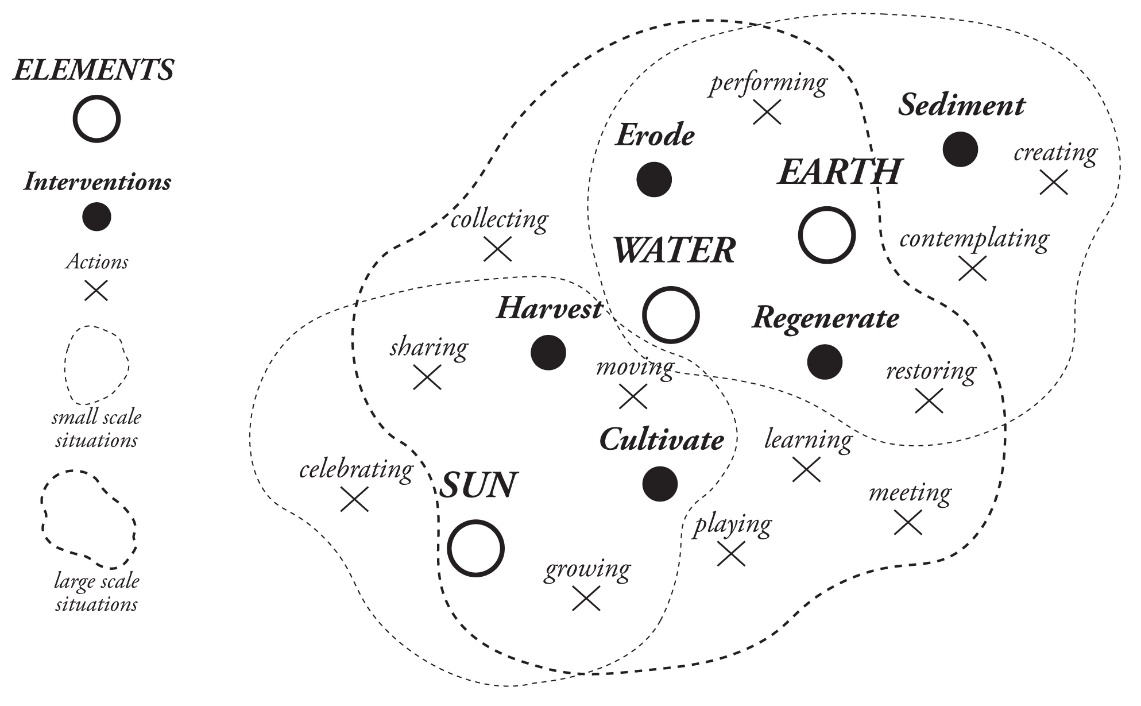 ELEMENTS
Interventions
Actions
small scale
situations
large scale
situations
performing
Sediment
Erode
creating
EARTH
collecting
WATER
contemplating
Harvest
Regenerate
sharing
moving
restoring
Cultivate
learning
celebrating
SUN
meeting
playing
growing